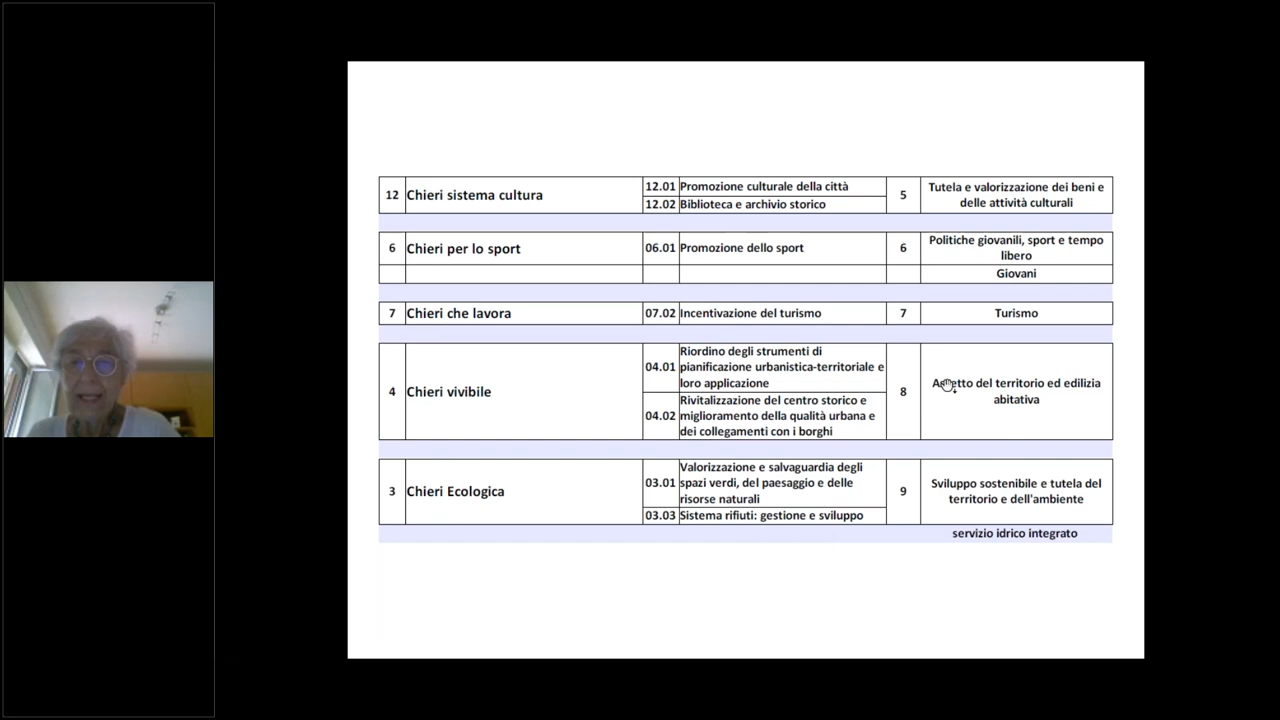 12 Chieri sistema cultura 12.01 Promozione culturale della città 5 Tutela e valorizzazione dei beni e
12.02 Biblioteca e archivio storico delle attività culturali
6 Chieri per lo sport 06.01 Promozione dello sport 6 Politiche giovanili, sport e tempo
libero
Giovani
7 Chieri che lavora 07.02 Incentivazione del turismo 7 Turismo
4 Chieri vivibile 04.01 Riordino degli strumenti di
pianificazione urbanistica-territoriale e
loro applicazione
04.02 Rivitalizzazione del centro storico e
miglioramento della qualità urbana e
dei collegamenti con i borghi
8 Assetto del territorio ed edilizia
abitativa
3 Chieri Ecologica 03.01 Valorizzazione e salvaguardia degli
spazi verdi, del paesaggio e delle
risorse naturali
03.03 Sistema rifiuti: gestione e sviluppo
9 Sviluppo sostenibile e tutela del
territorio e dell'ambiente
servizio idrico integrato